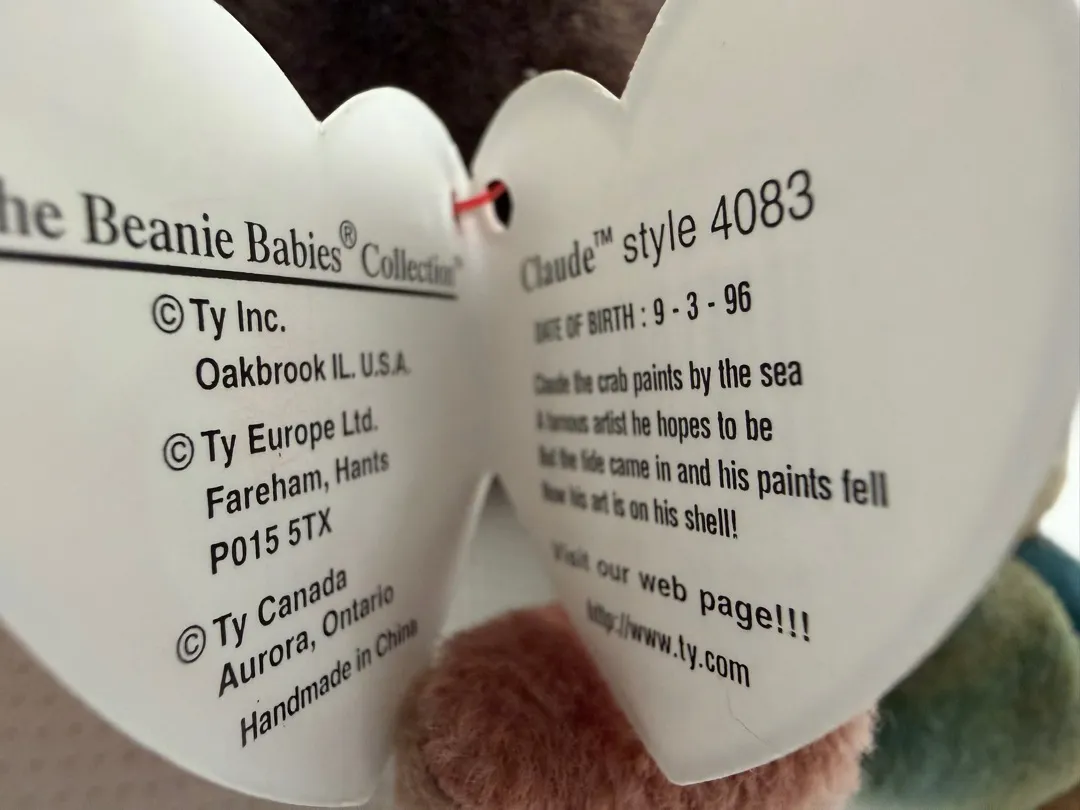 he Beanie Babies® Collection™
© Ty Inc.
Oakbrook IL. U.S.A.
© Ty Europe Ltd.
Fareham, Hants
P015 5TX
© Ty Canada
Aurora, Ontario
Handmade in China
Claude™ style 4083
DATE OF BIRTH : 9 - 3 - 96
Claude the crab paints by the sea
A famous artist he hopes to be
But the tide came in and his paints fell
Now his art is on his shell!
Visit our web page!!!
http://www.ty.com